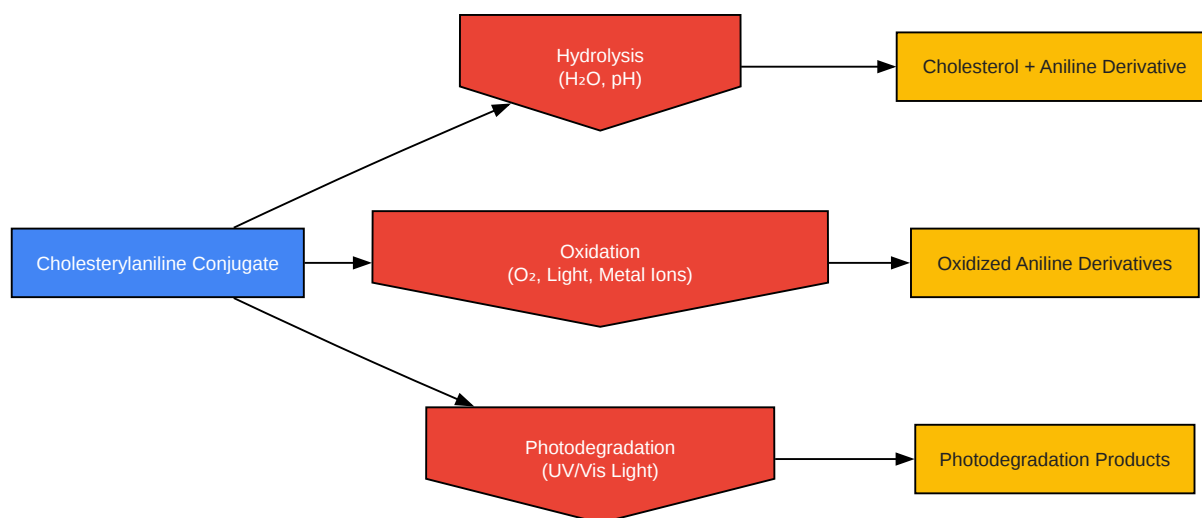 Hydrolysis
(H₂O, pH)
Cholesterol + Aniline Derivative
Cholesterylaniline Conjugate
Oxidation
(O₂, Light, Metal Ions)
Oxidized Aniline Derivatives
Photodegradation
(UV/Vis Light)
Photodegradation Products